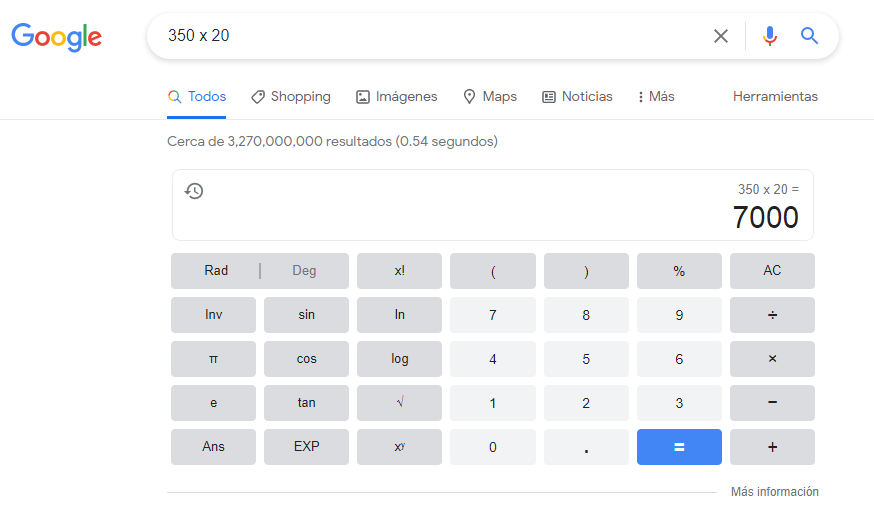 Google 350 x 20
Todos Shopping Imágenes Maps Noticias Más Herramientas
Cerca de 3,270,000,000 resultados (0.54 segundos)
350 x 20 =
7000
Rad | Deg x! ( ) % AC
Inv sin ln 7 8 9 ÷
π cos log 4 5 6 ×
e tan √ 1 2 3 −
Ans EXP xʸ 0 . = +
Más información